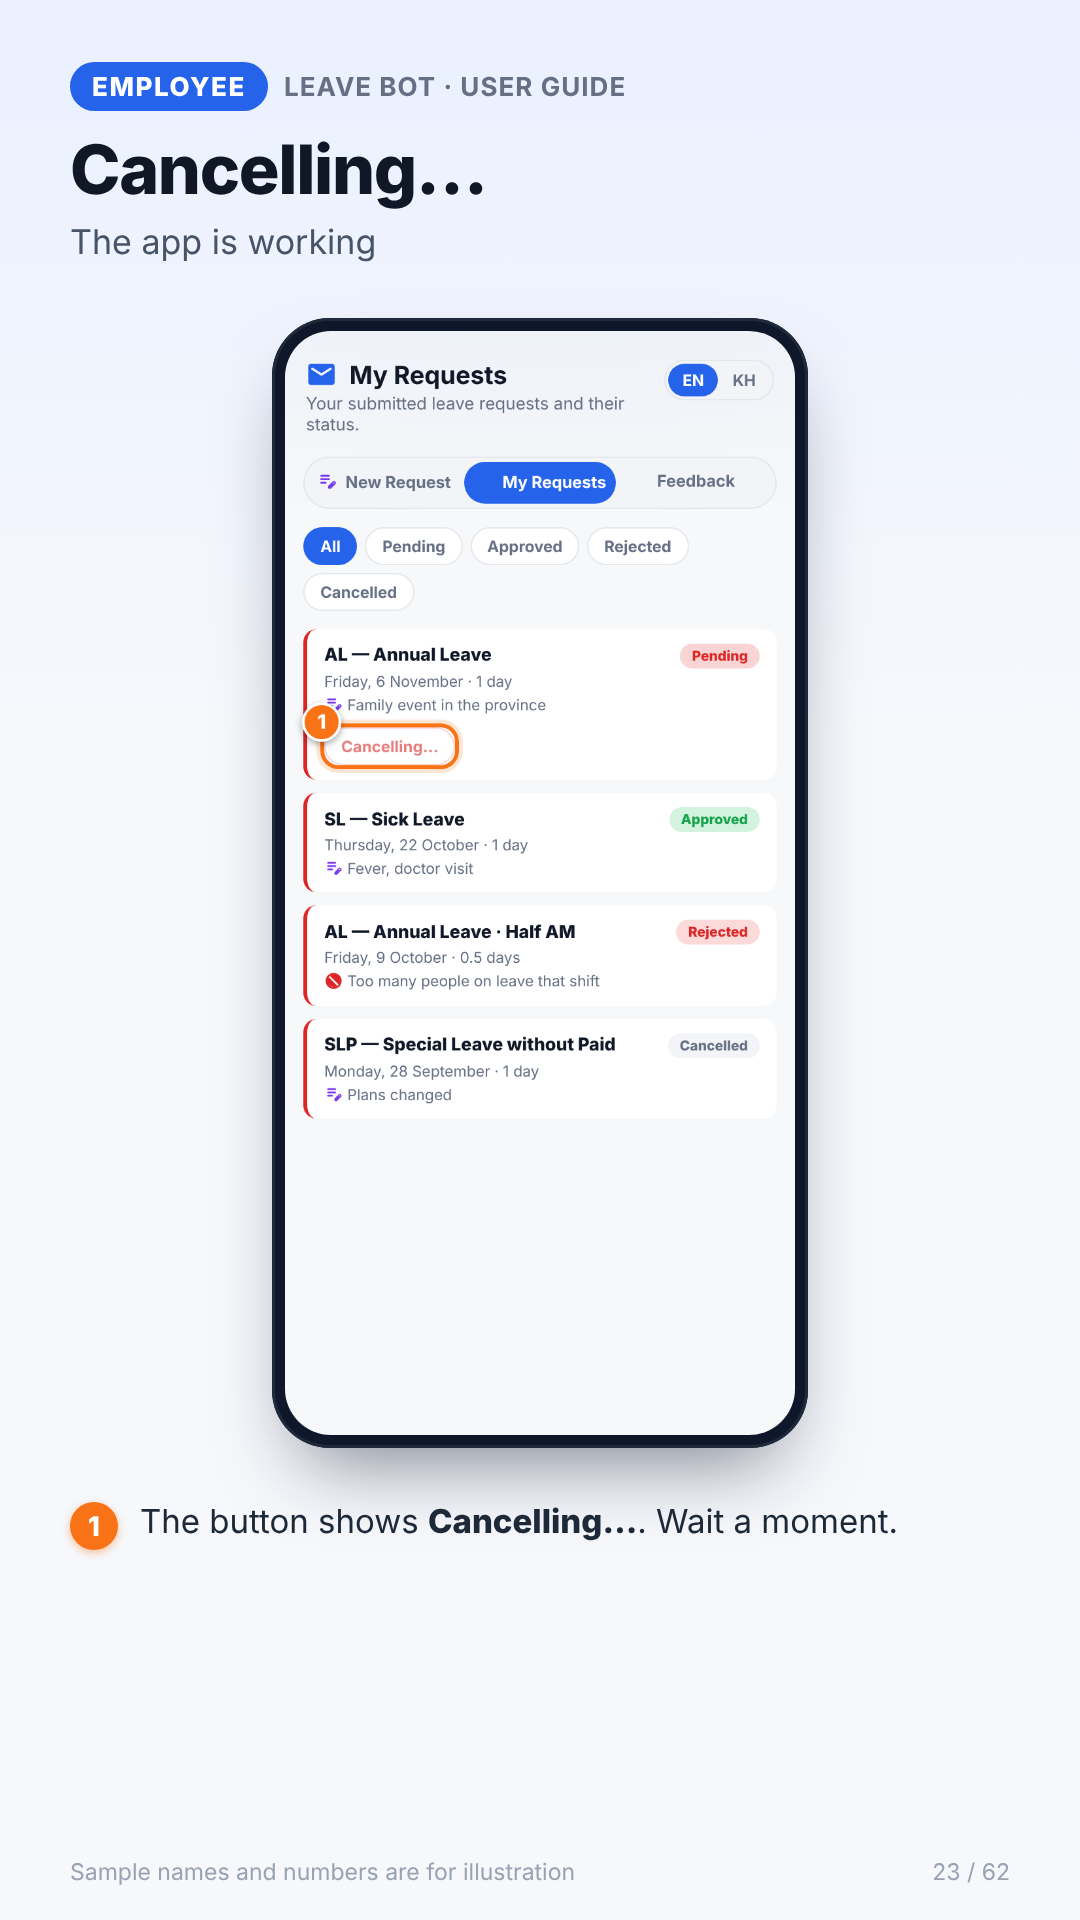 EMPLOYEE LEAVE BOT · USER GUIDE
Cancelling...
The app is working
My Requests
EN KH
Your submitted leave requests and their
status.
New Request My Requests Feedback
All Pending Approved Rejected
Cancelled
AL — Annual Leave Pending
Friday, 6 November · 1 day
Family event in the province
1
Cancelling...
SL — Sick Leave Approved
Thursday, 22 October · 1 day
Fever, doctor visit
AL — Annual Leave · Half AM Rejected
Friday, 9 October · 0.5 days
Too many people on leave that shift
SLP — Special Leave without Paid Cancelled
Monday, 28 September · 1 day
Plans changed
1 The button shows Cancelling.... Wait a moment.
Sample names and numbers are for illustration 23 / 62